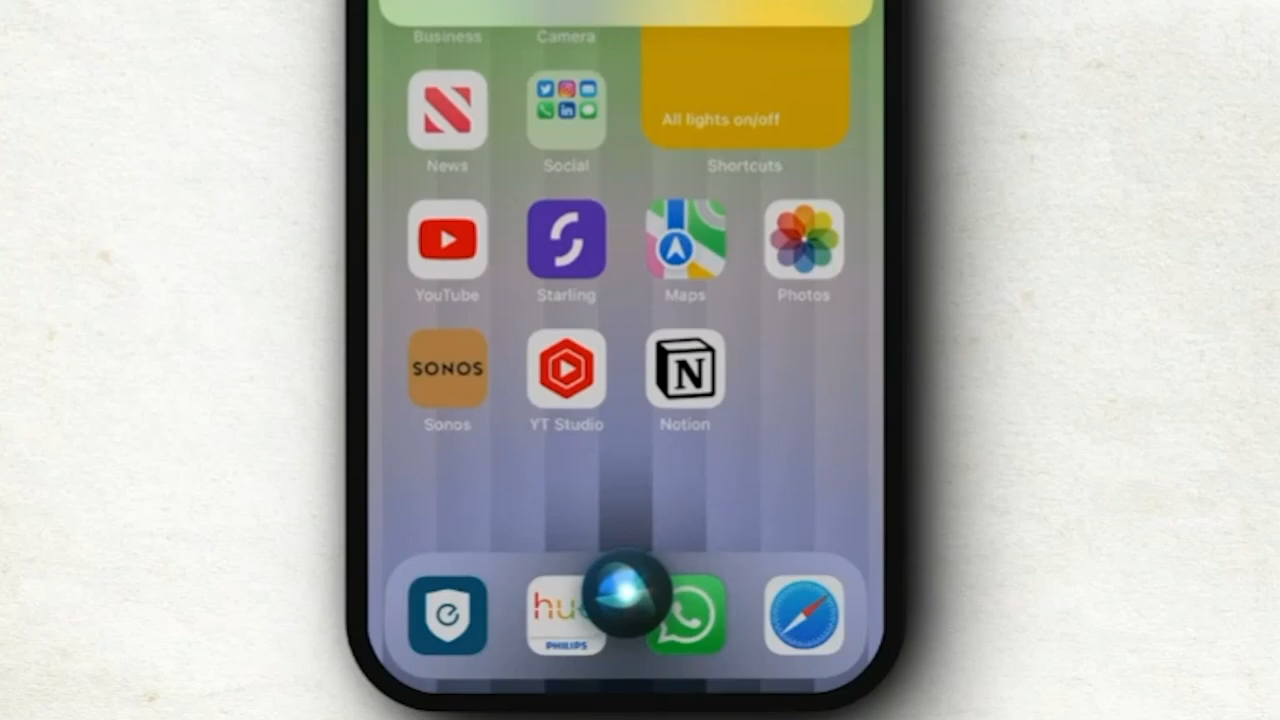 Business Camera
All lights on/off
News Social Shortcuts
YouTube Starling Maps Photos
SONOS N
Sonos YT Studio Notion
hue
PHILIPS